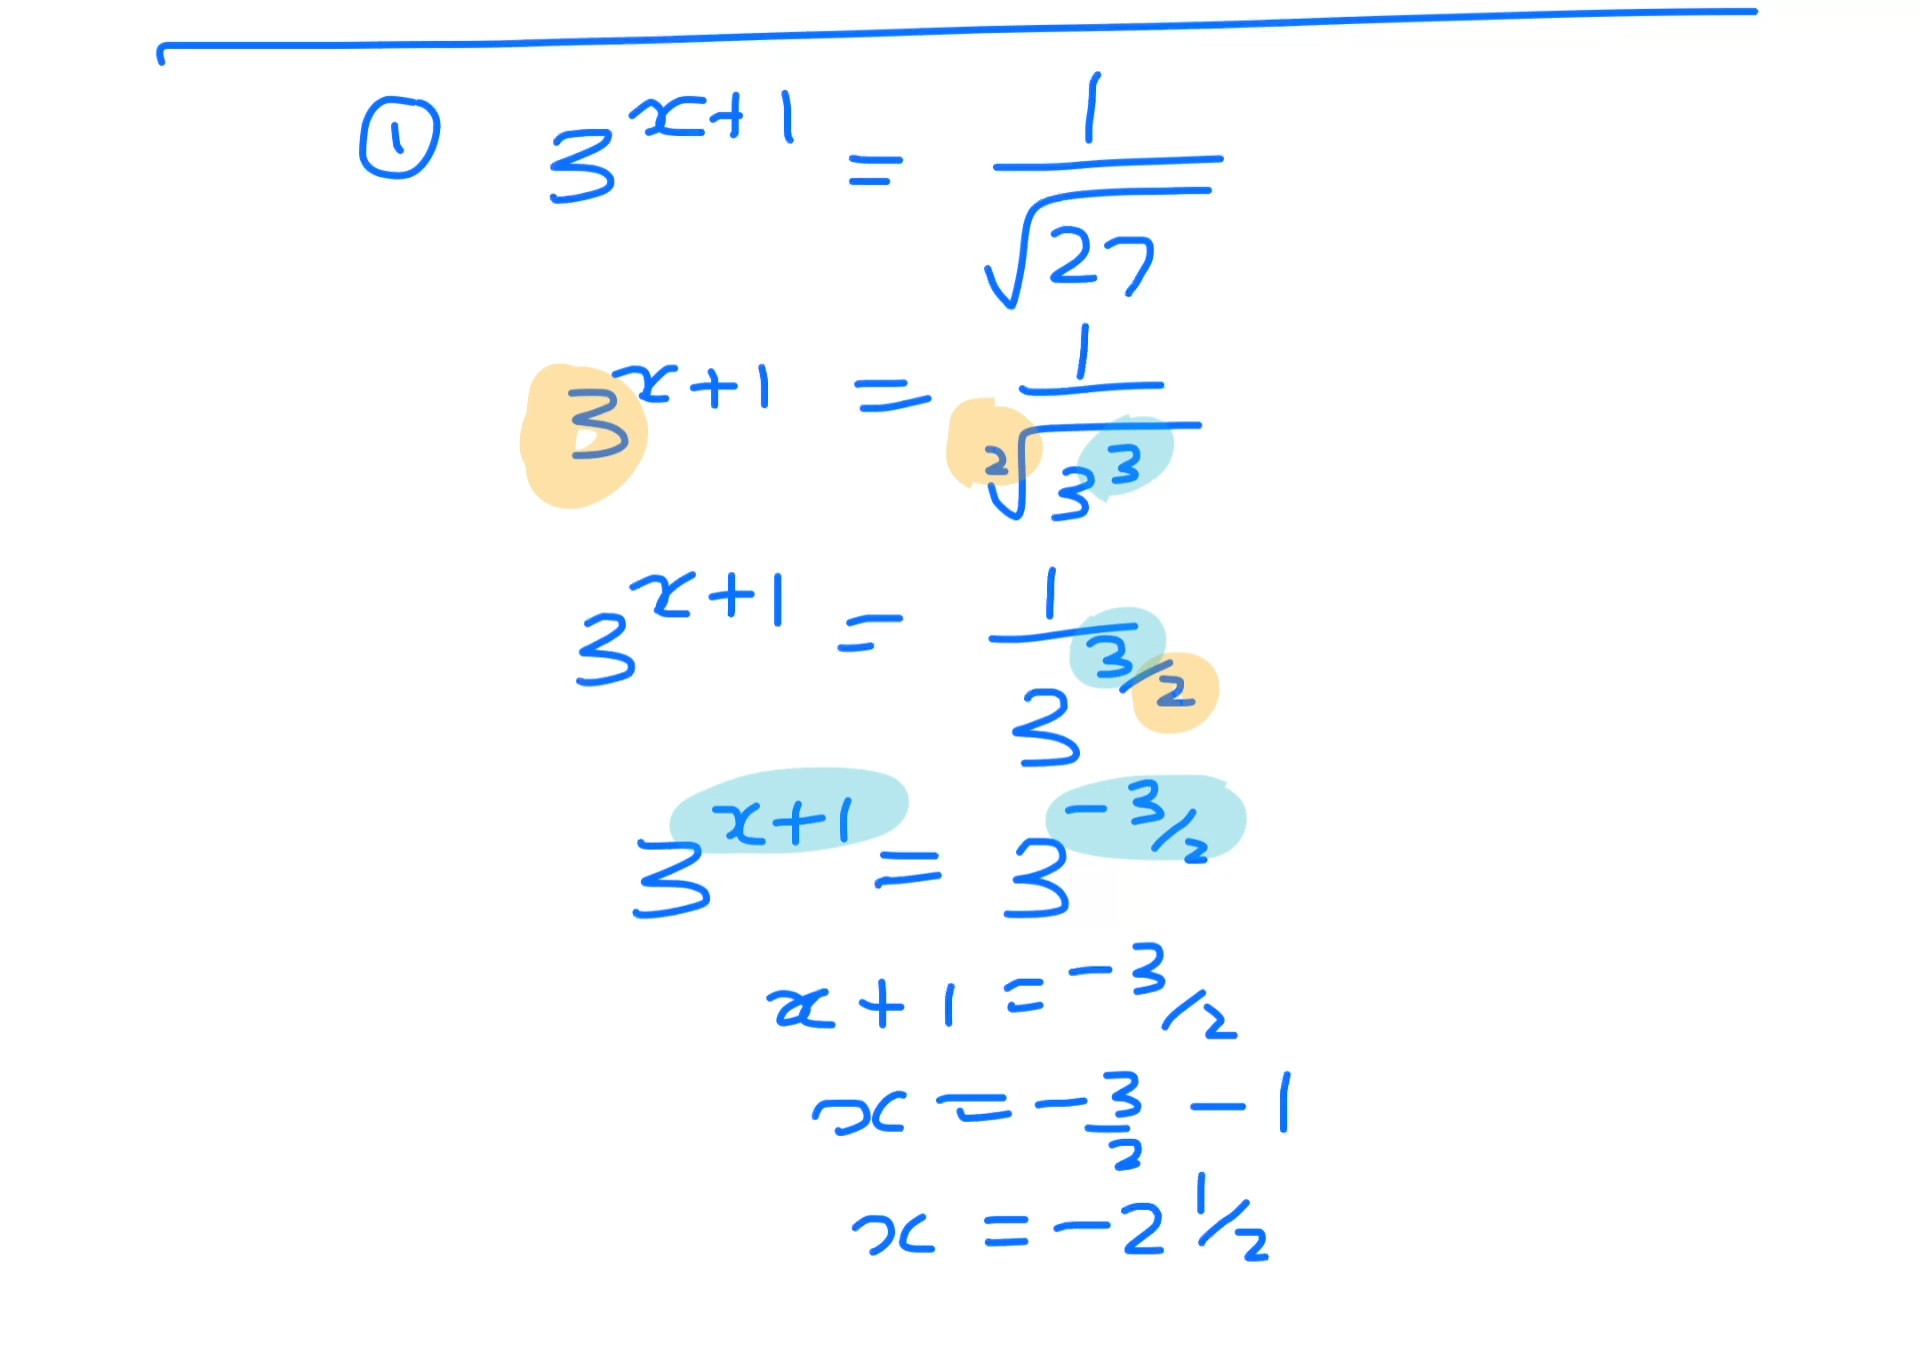 ① 3^(x+1) = 1/√27
3^(x+1) = 1/²√3³
3^(x+1) = 1/3^(3/2)
3^(x+1) = 3^(-3/2)
x + 1 = -3/2
x = -3/2 - 1
x = -2 1/2